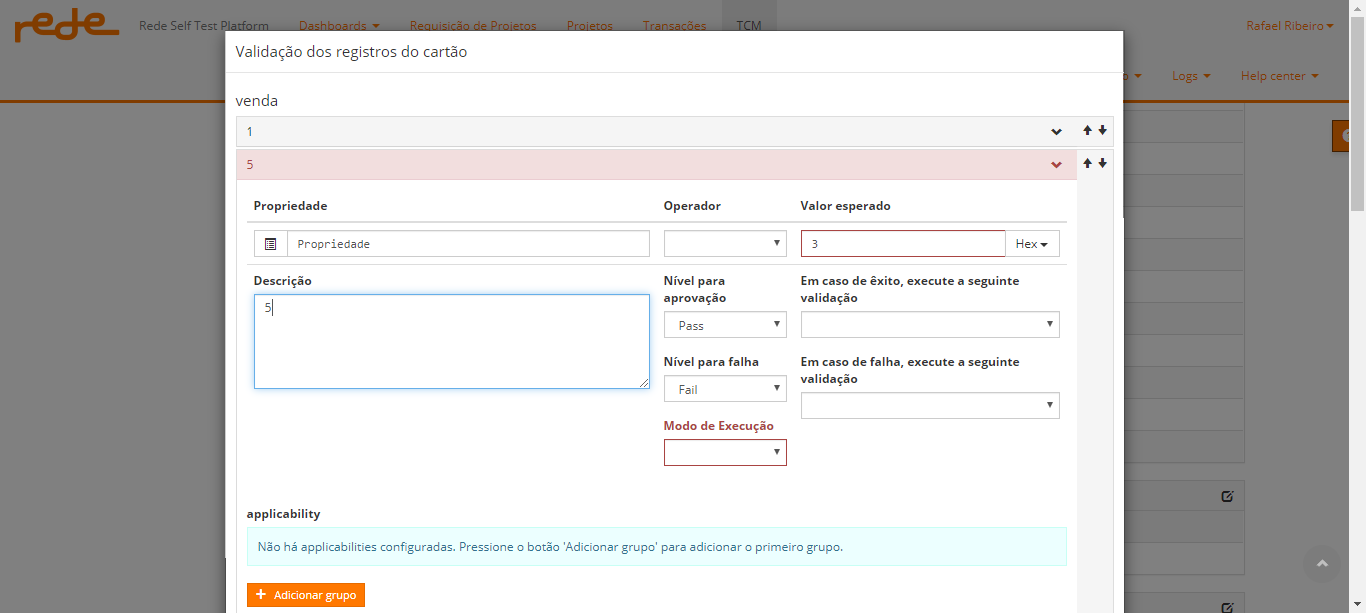 rede
Rede Self Test Platform
Dashboards
Requisição de Projetos
Projetos
Transações
TCM
Rafael Ribeiro
Logs
Help center
Validação dos registros do cartão
venda
1
5
Propriedade
Operador
Valor esperado
Propriedade
3
Hex
Descrição
Nível para
aprovação
Em caso de êxito, execute a seguinte
validação
5
Pass
Nível para falha
Em caso de falha, execute a seguinte
validação
Fail
Modo de Execução
applicability
Não há applicabilities configuradas. Pressione o botão 'Adicionar grupo' para adicionar o primeiro grupo.
+ Adicionar grupo